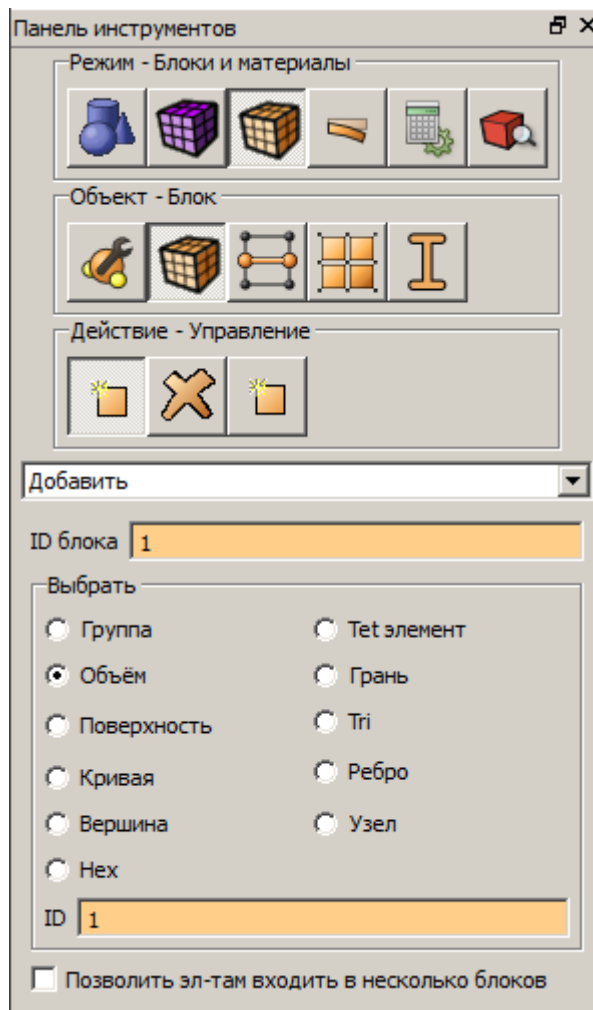 Панель инструментов
Режим - Блоки и материалы
Объект - Блок
Действие - Управление
Добавить
ID блока 1
Выбрать
Группа Tet элемент
Объём Грань
Поверхность Tri
Кривая Ребро
Вершина Узел
Hex
ID 1
Позволить эл-там входить в несколько блоков